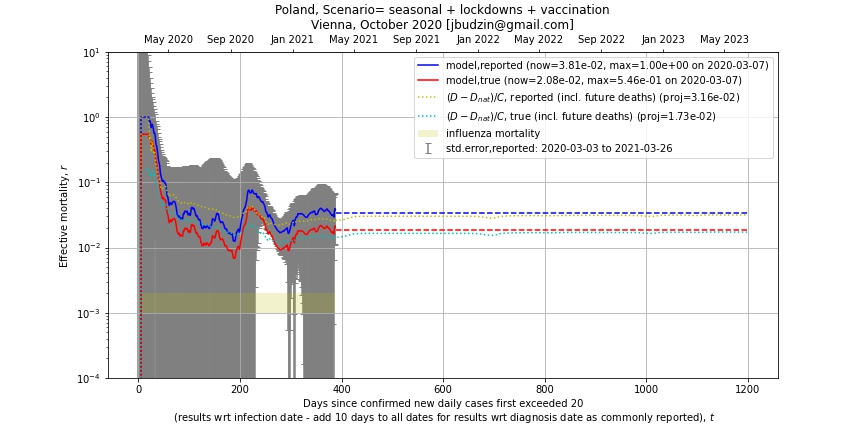 Poland, Scenario= seasonal + lockdowns + vaccination
Vienna, October 2020 [jbudzin@gmail.com]
May 2020 Sep 2020 Jan 2021 May 2021 Sep 2021 Jan 2022 May 2022 Sep 2022 Jan 2023 May 2023
model,reported (now=3.81e-02, max=1.00e+00 on 2020-03-07)
model,true (now=2.08e-02, max=5.46e-01 on 2020-03-07)
(D − D_nat)/C, reported (incl. future deaths) (proj=3.16e-02)
(D − D_nat)/C, true (incl. future deaths) (proj=1.73e-02)
influenza mortality
std.error,reported: 2020-03-03 to 2021-03-26
Effective mortality, r
10^1
10^0
10^−1
10^−2
10^−3
10^−4
0 200 400 600 800 1000 1200
Days since confirmed new daily cases first exceeded 20
(results wrt infection date - add 10 days to all dates for results wrt diagnosis date as commonly reported), t